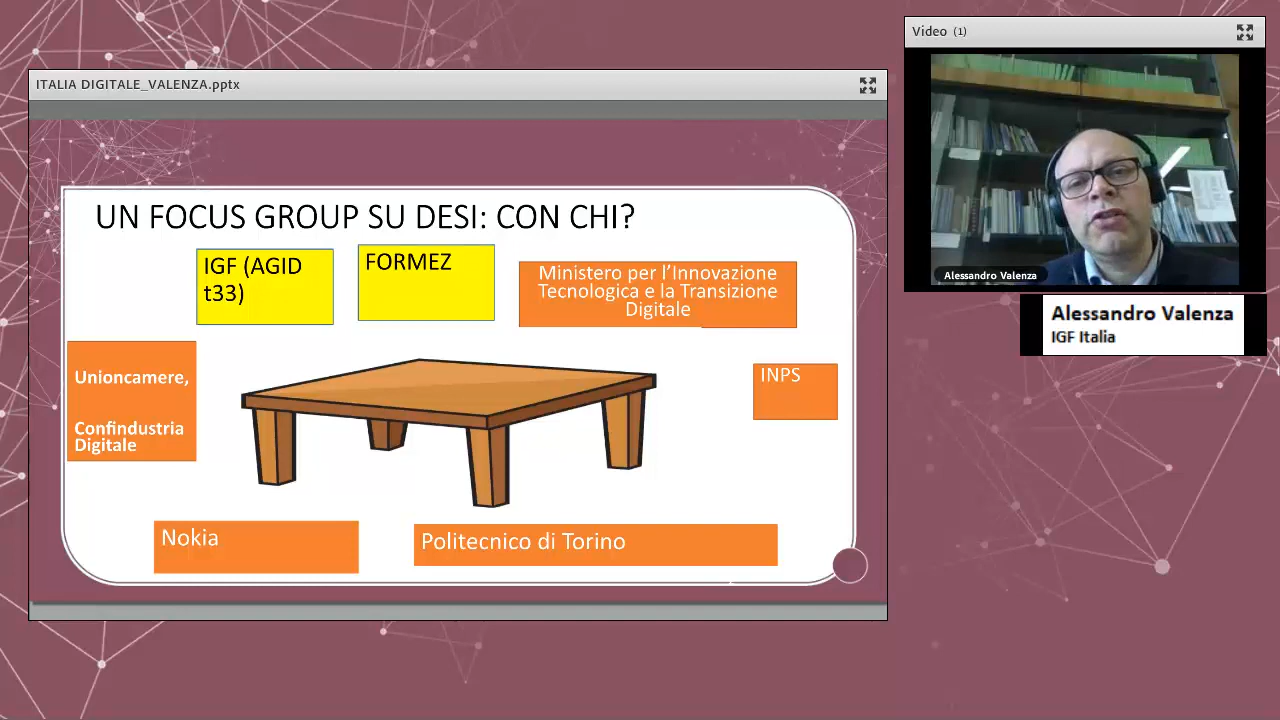 Video (1)
ITALIA DIGITALE_VALENZA.pptx
UN FOCUS GROUP SU DESI: CON CHI?
IGF (AGID
t33)
FORMEZ
Ministero per l’Innovazione
Tecnologica e la Transizione
Digitale
Unioncamere,
Confindustria
Digitale
INPS
Nokia
Politecnico di Torino
Alessandro Valenza
Alessandro Valenza
IGF Italia